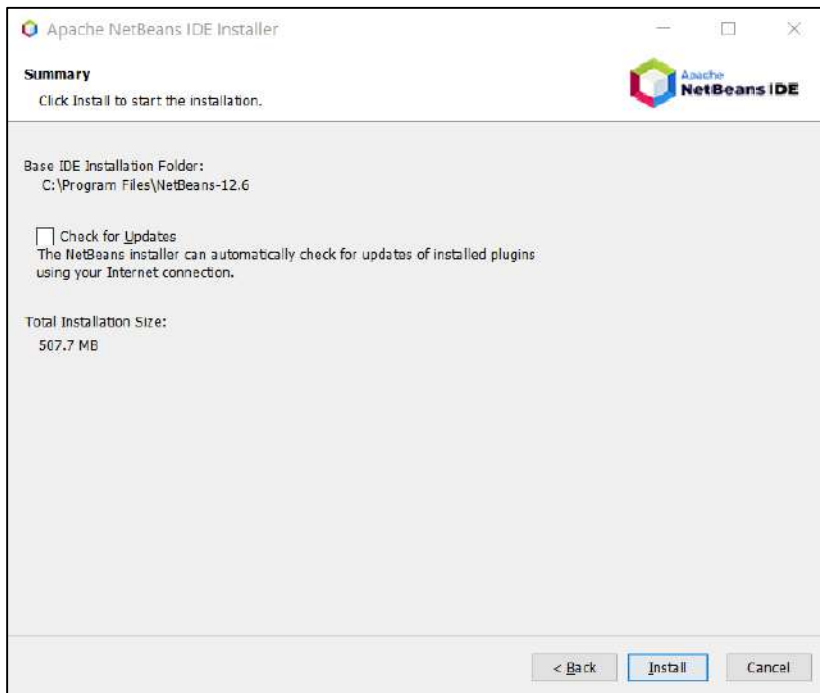 Apache NetBeans IDE Installer
Summary
Click Install to start the installation.
Apache
NetBeans IDE
Base IDE Installation Folder:
C:\Program Files\NetBeans-12.6
Check for Updates
The NetBeans installer can automatically check for updates of installed plugins
using your Internet connection.
Total Installation Size:
507.7 MB
< Back
Install
Cancel